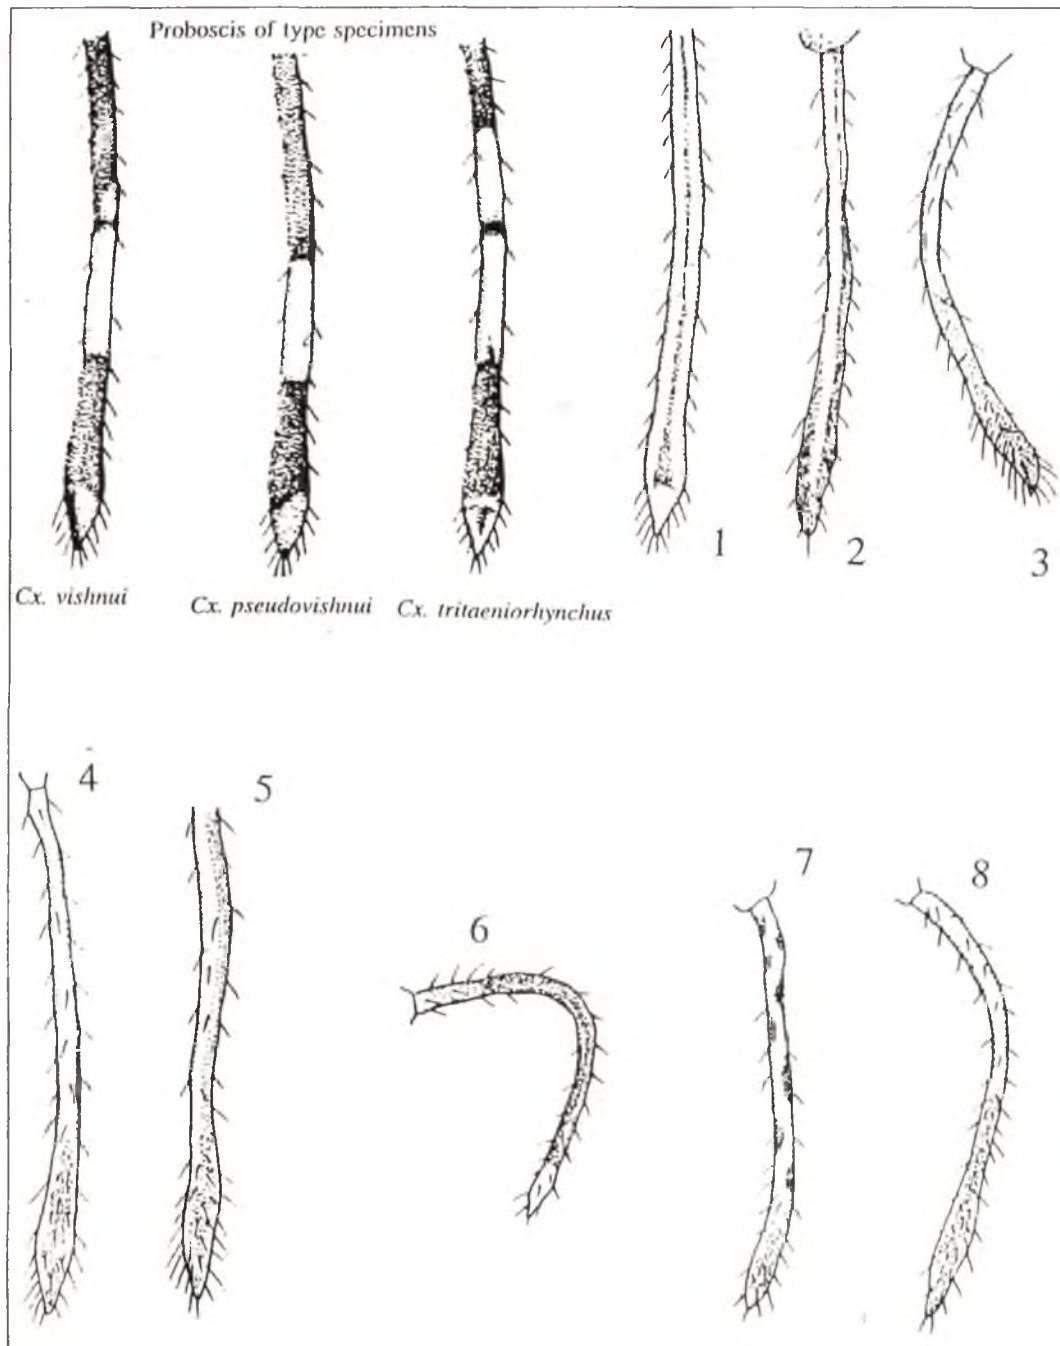 Proboscis of type specimens
1
2
3
Cx. vishnui
Cx. pseudovishnui
Cx. tritaeniorhynchus
4
5
6
7
8